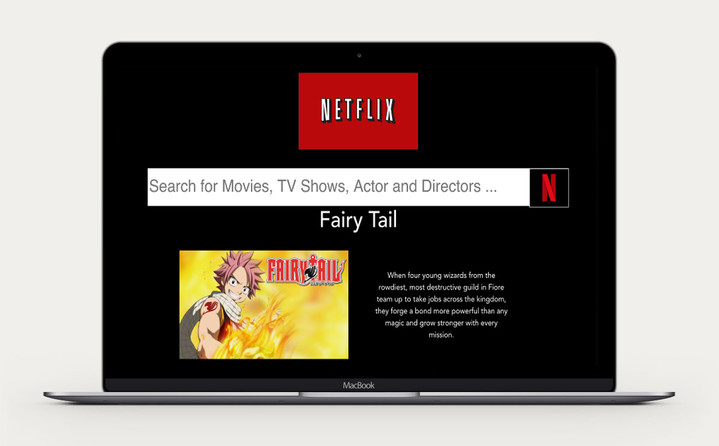 NETFLIX
Search for Movies, TV Shows, Actor and Directors ...
N
Fairy Tail
FAIRY TAIL
When four young wizards from the
rowdiest, most destructive guild in Fiore
team up to take jobs across the kingdom,
they forge a bond more powerful than any
magic and grow stronger with every
mission.
MacBook